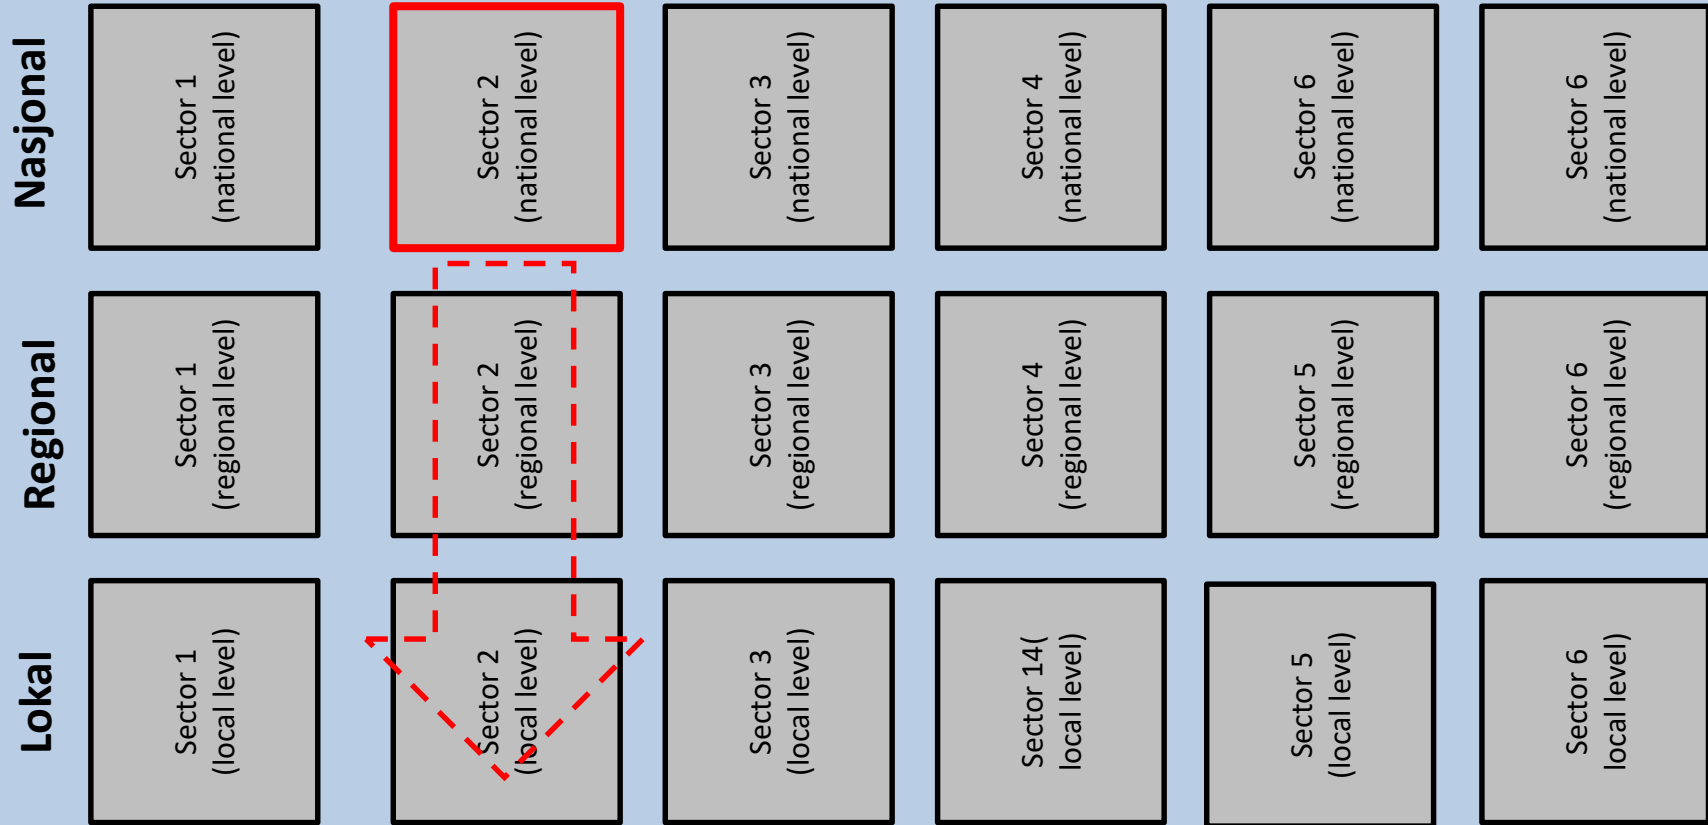 Nasjonal
Sector 1
(national level)
Sector 2
(national level)
Sector 3
(national level)
Sector 4
(national level)
Sector 6
(national level)
Sector 6
(national level)
Regional
Sector 1
(regional level)
Sector 2
(regional level)
Sector 3
(regional level)
Sector 4
(regional level)
Sector 5
(regional level)
Sector 6
(regional level)
Lokal
Sector 1
(local level)
Sector 2
(local level)
Sector 3
(local level)
Sector 14(
local level)
Sector 5
(local level)
Sector 6
local level)